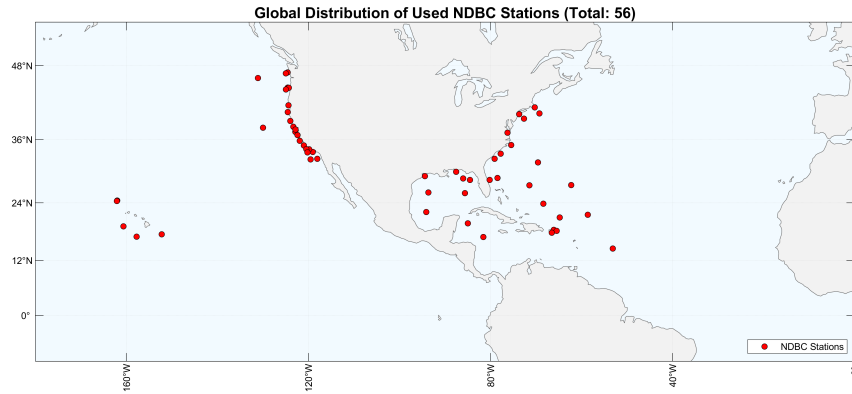 Global Distribution of Used NDBC Stations (Total: 56)
48°N
36°N
24°N
12°N
0°
NDBC Stations
160°W
120°W
80°W
40°W